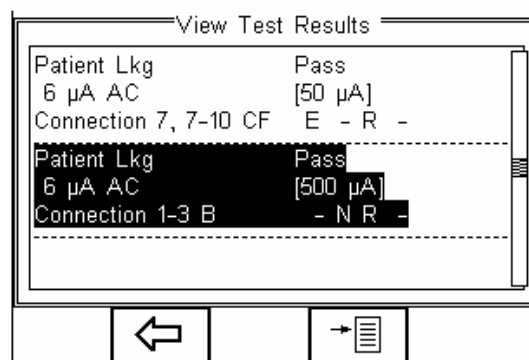 View Test Results
Patient Lkg Pass
6 µA AC [50 µA]
Connection 7, 7-10 CF E - R -
Patient Lkg Pass
6 µA AC [500 µA]
Connection 1-3 B - N R -